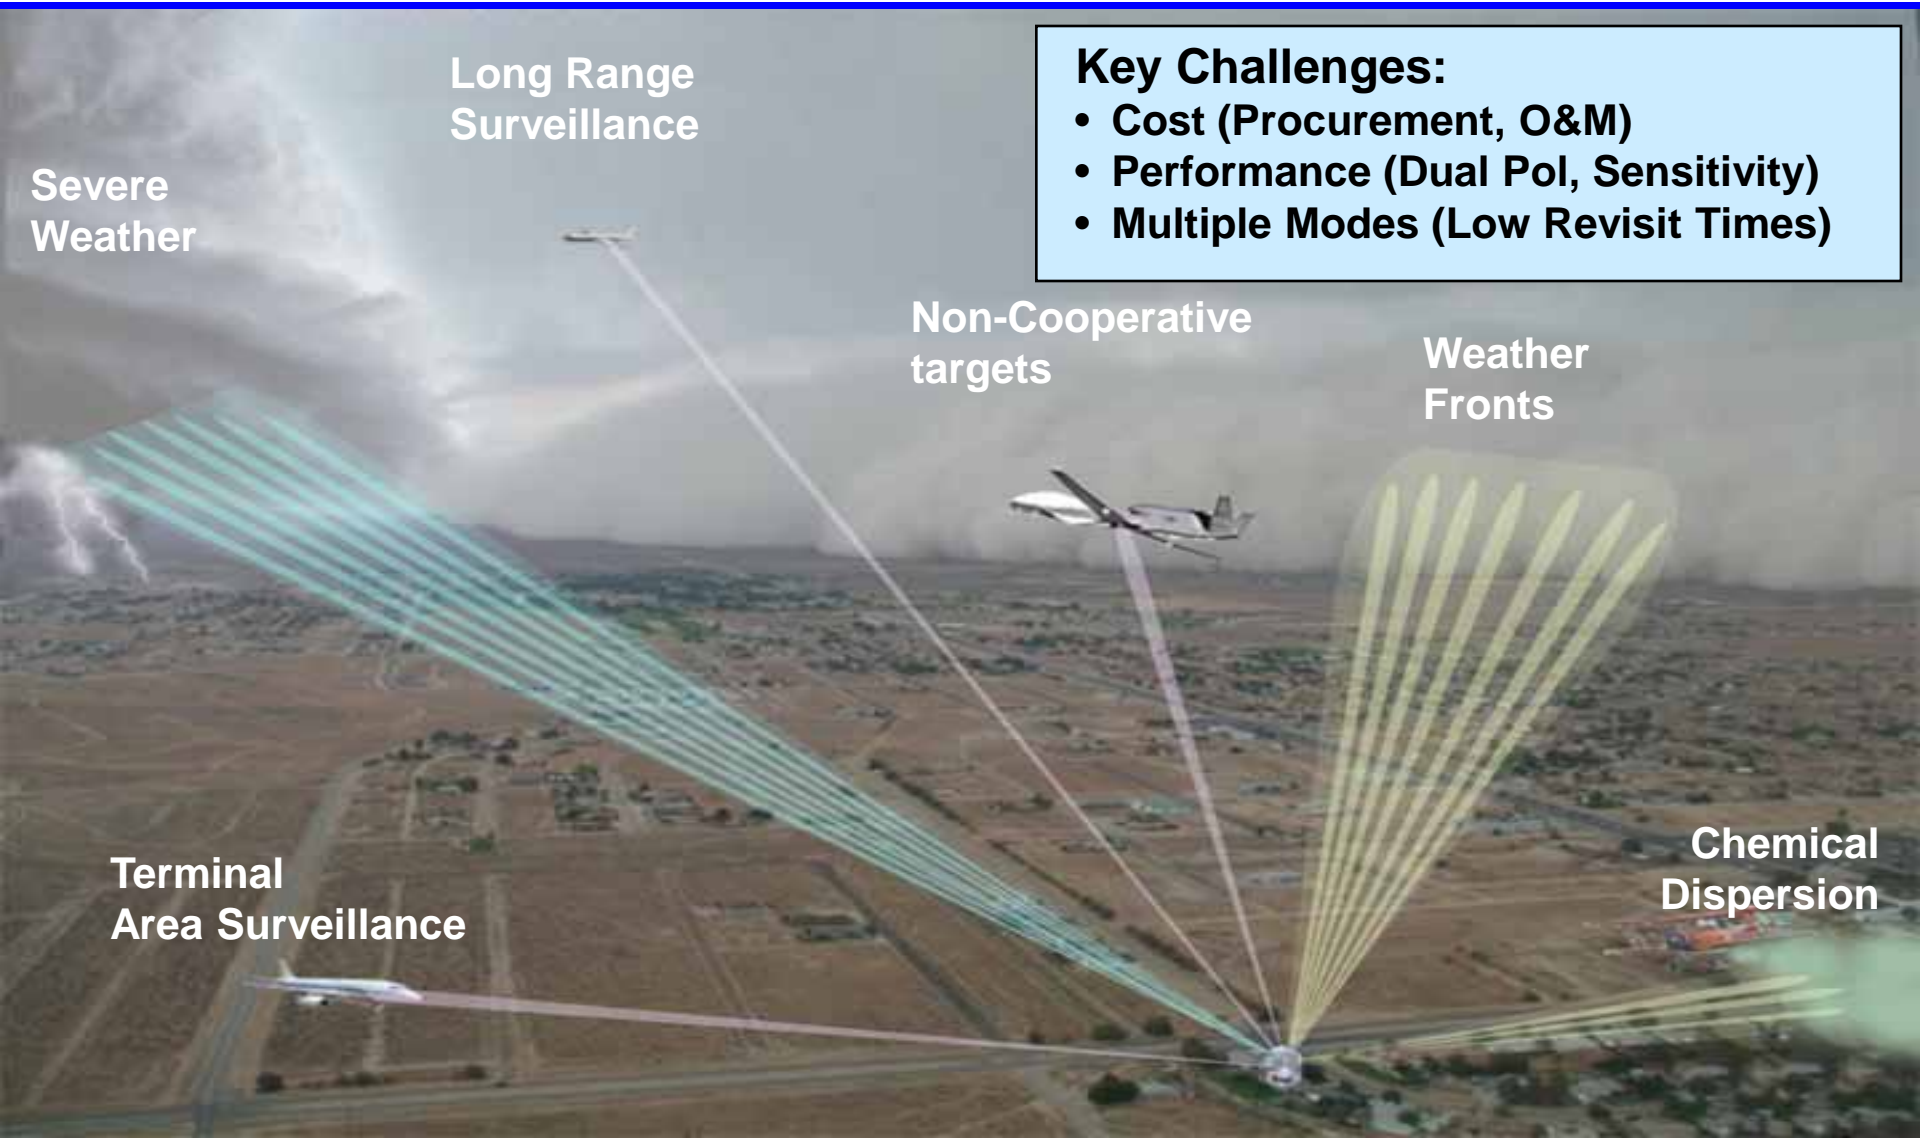 Key Challenges:
• Cost (Procurement, O&M)
• Performance (Dual Pol, Sensitivity)
• Multiple Modes (Low Revisit Times)
Long Range
Surveillance
Severe
Weather
Non-Cooperative
targets
Weather
Fronts
Terminal
Area Surveillance
Chemical
Dispersion